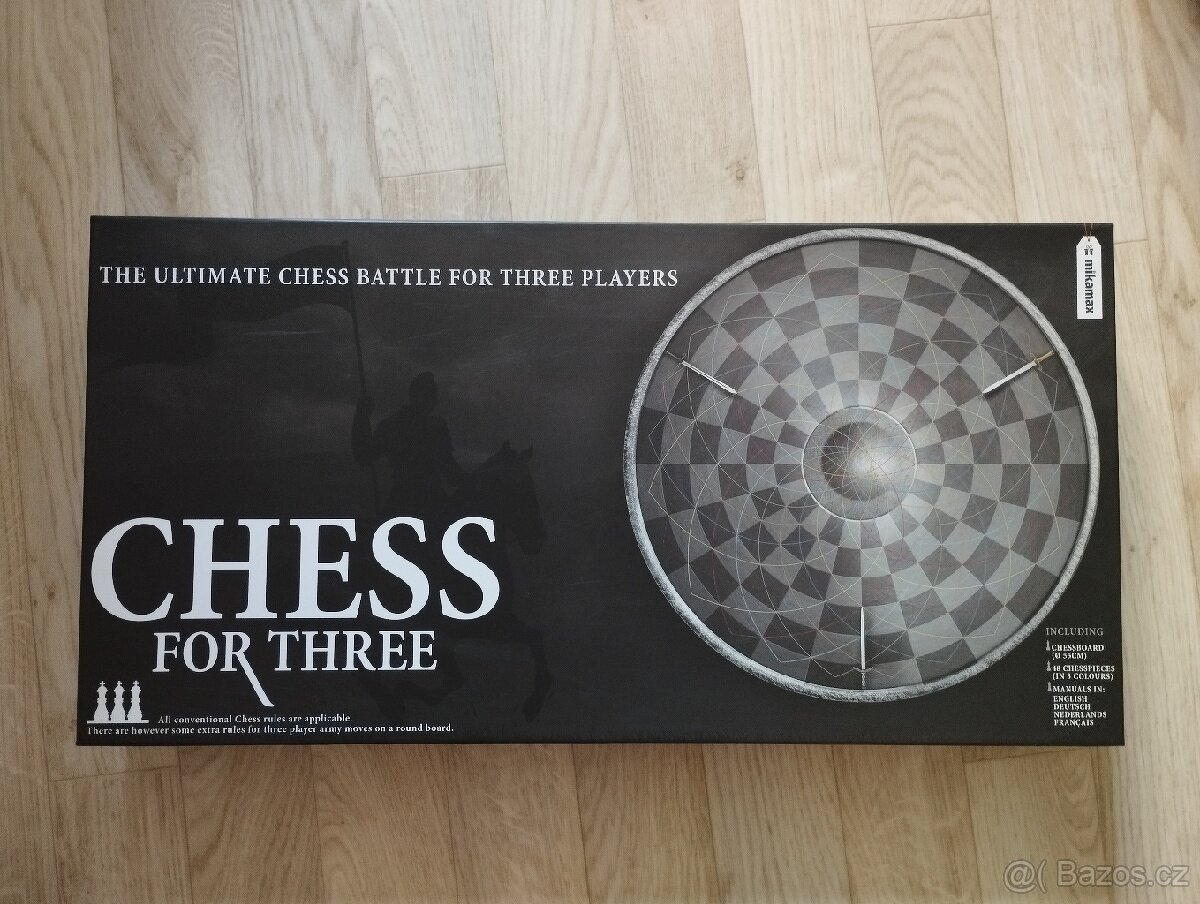 THE ULTIMATE CHESS BATTLE FOR THREE PLAYERS
mikamax
CHESS
FOR THREE
All conventional Chess rules are applicable
There are however some extra rules for three player army moves on a round board.
INCLUDING
CHESSBOARD
(Ø 55CM)
48 CHESSPIECES
(IN 3 COLOURS)
MANUALS IN:
ENGLISH
DEUTSCH
NEDERLANDS
FRANÇAIS
@( Bazos.cz